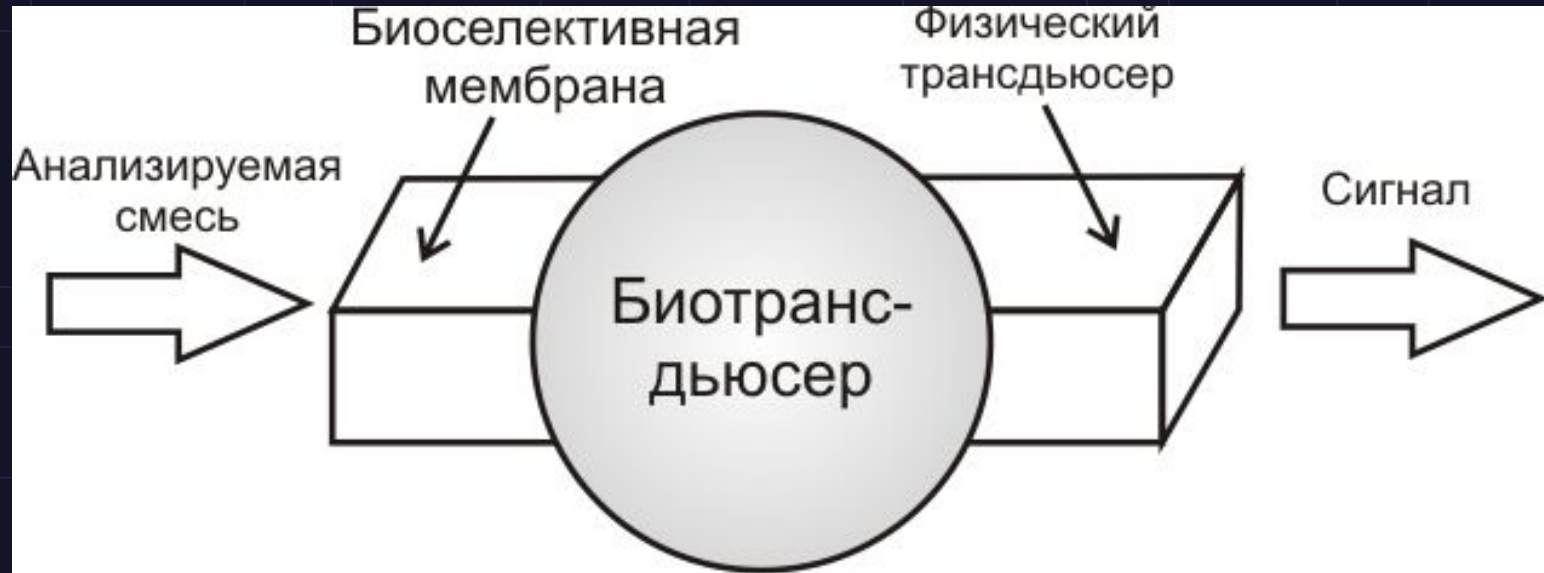 Биоселективная
мембрана
Физический
трансдьюсер
Анализируемая
смесь
Сигнал
Биотранс-
дьюсер